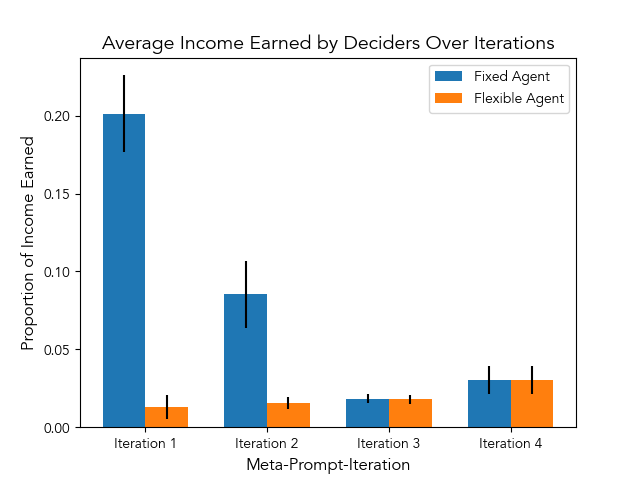 Average Income Earned by Deciders Over Iterations
Fixed Agent
Flexible Agent
Proportion of Income Earned
0.20
0.15
0.10
0.05
0.00
Iteration 1
Iteration 2
Iteration 3
Iteration 4
Meta-Prompt-Iteration